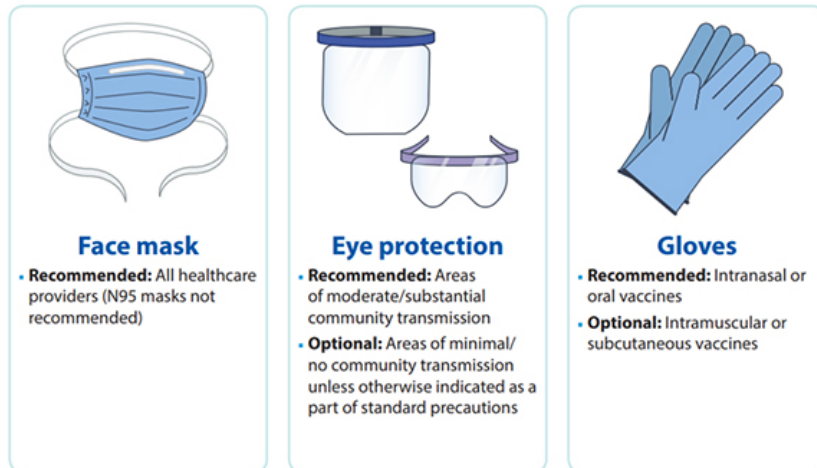 Face mask
• Recommended: All healthcare
providers (N95 masks not
recommended)
Eye protection
• Recommended: Areas
of moderate/substantial
community transmission
• Optional: Areas of minimal/
no community transmission
unless otherwise indicated as a
part of standard precautions
Gloves
• Recommended: Intranasal or
oral vaccines
• Optional: Intramuscular or
subcutaneous vaccines